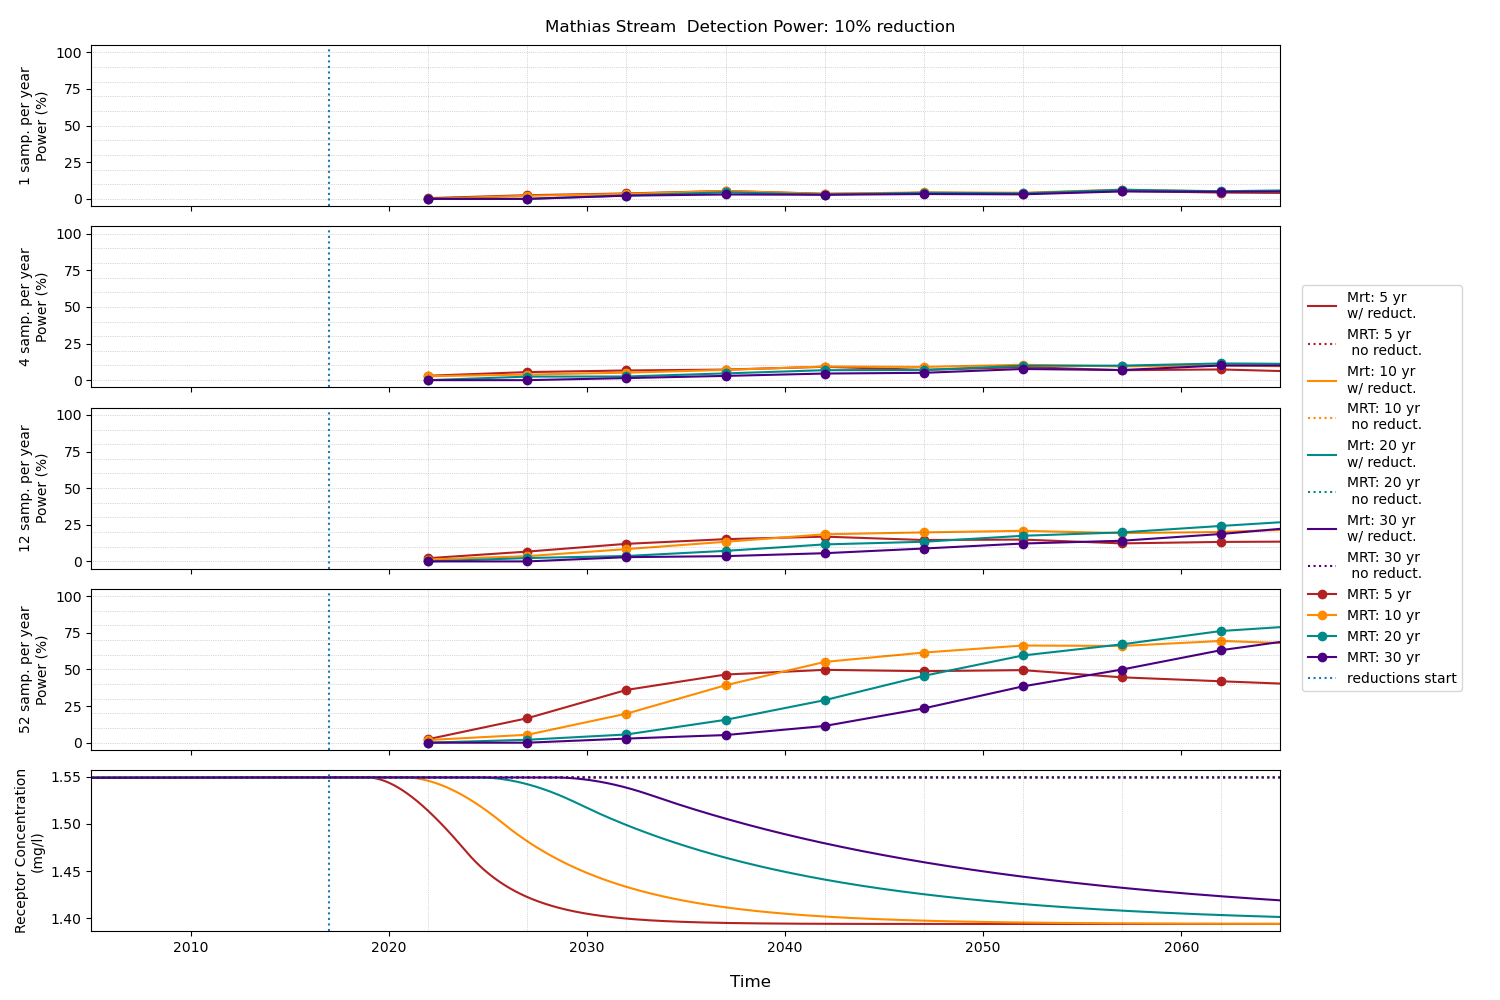 Mathias Stream  Detection Power: 10% reduction
1 samp. per year
Power (%)
100
75
50
25
0
4 samp. per year
Power (%)
100
75
50
25
0
12 samp. per year
Power (%)
100
75
50
25
0
52 samp. per year
Power (%)
100
75
50
25
0
Receptor Concentration
(mg/l)
1.55
1.50
1.45
1.40
2010
2020
2030
2040
2050
2060
Time
Mrt: 5 yr
w/ reduct.
MRT: 5 yr
no reduct.
Mrt: 10 yr
w/ reduct.
MRT: 10 yr
no reduct.
Mrt: 20 yr
w/ reduct.
MRT: 20 yr
no reduct.
Mrt: 30 yr
w/ reduct.
MRT: 30 yr
no reduct.
MRT: 5 yr
MRT: 10 yr
MRT: 20 yr
MRT: 30 yr
reductions start